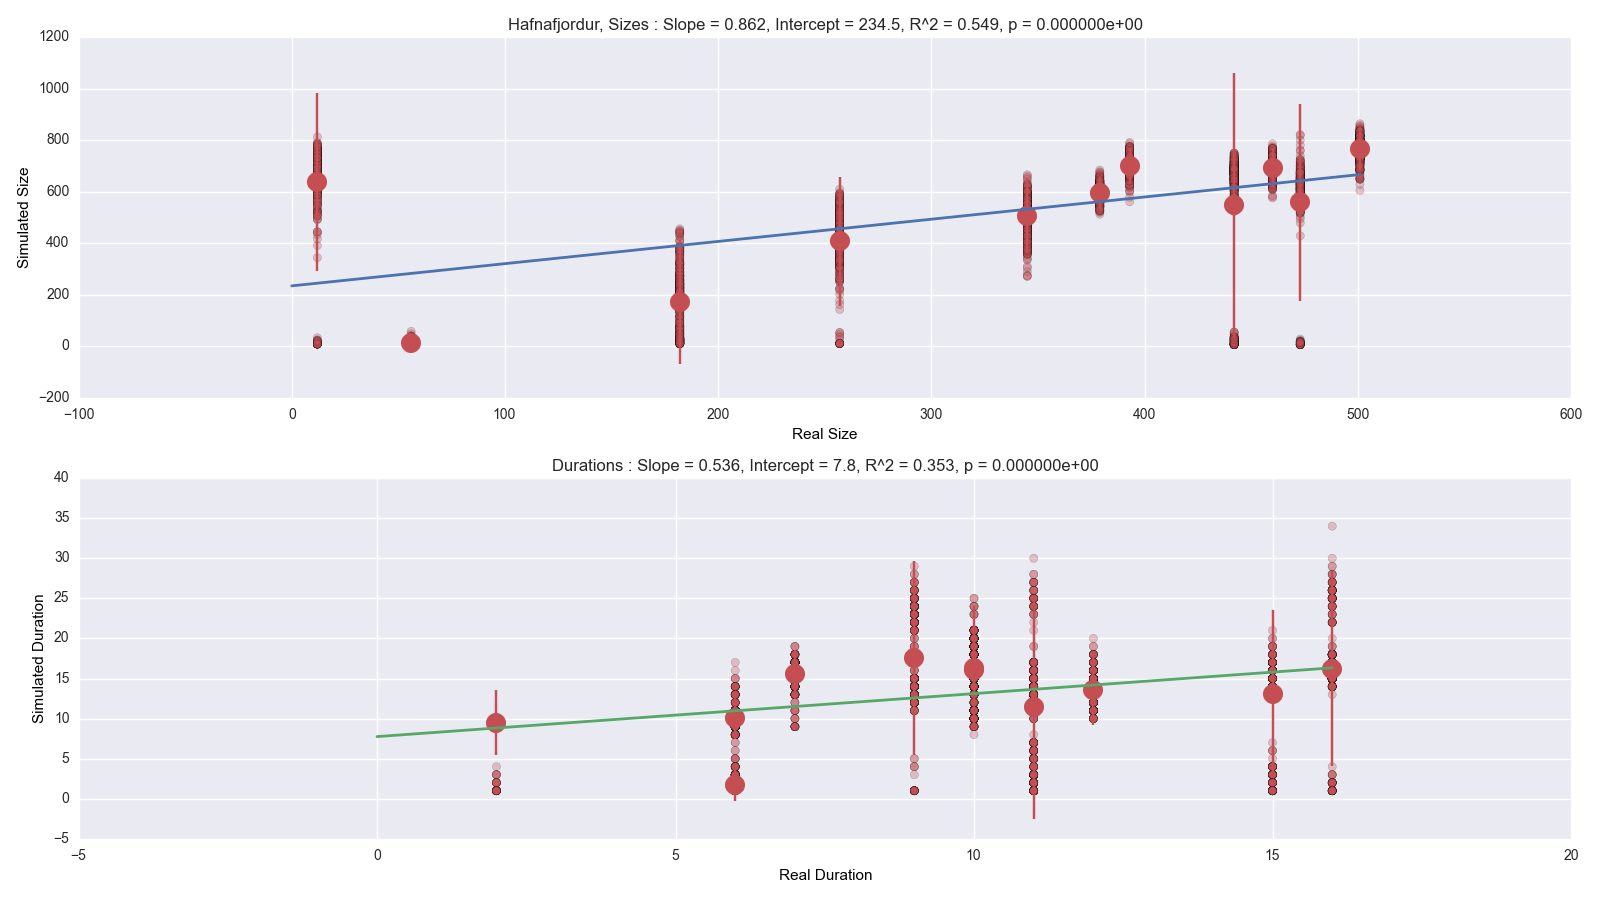 Hafnafjordur, Sizes : Slope = 0.862, Intercept = 234.5, R^2 = 0.549, p = 0.000000e+00
1200
1000
800
600
400
200
0
−200
Simulated Size
−100 0 100 200 300 400 500 600
Real Size
Durations : Slope = 0.536, Intercept = 7.8, R^2 = 0.353, p = 0.000000e+00
40
35
30
25
20
15
10
5
0
−5
Simulated Duration
−5 0 5 10 15 20
Real Duration